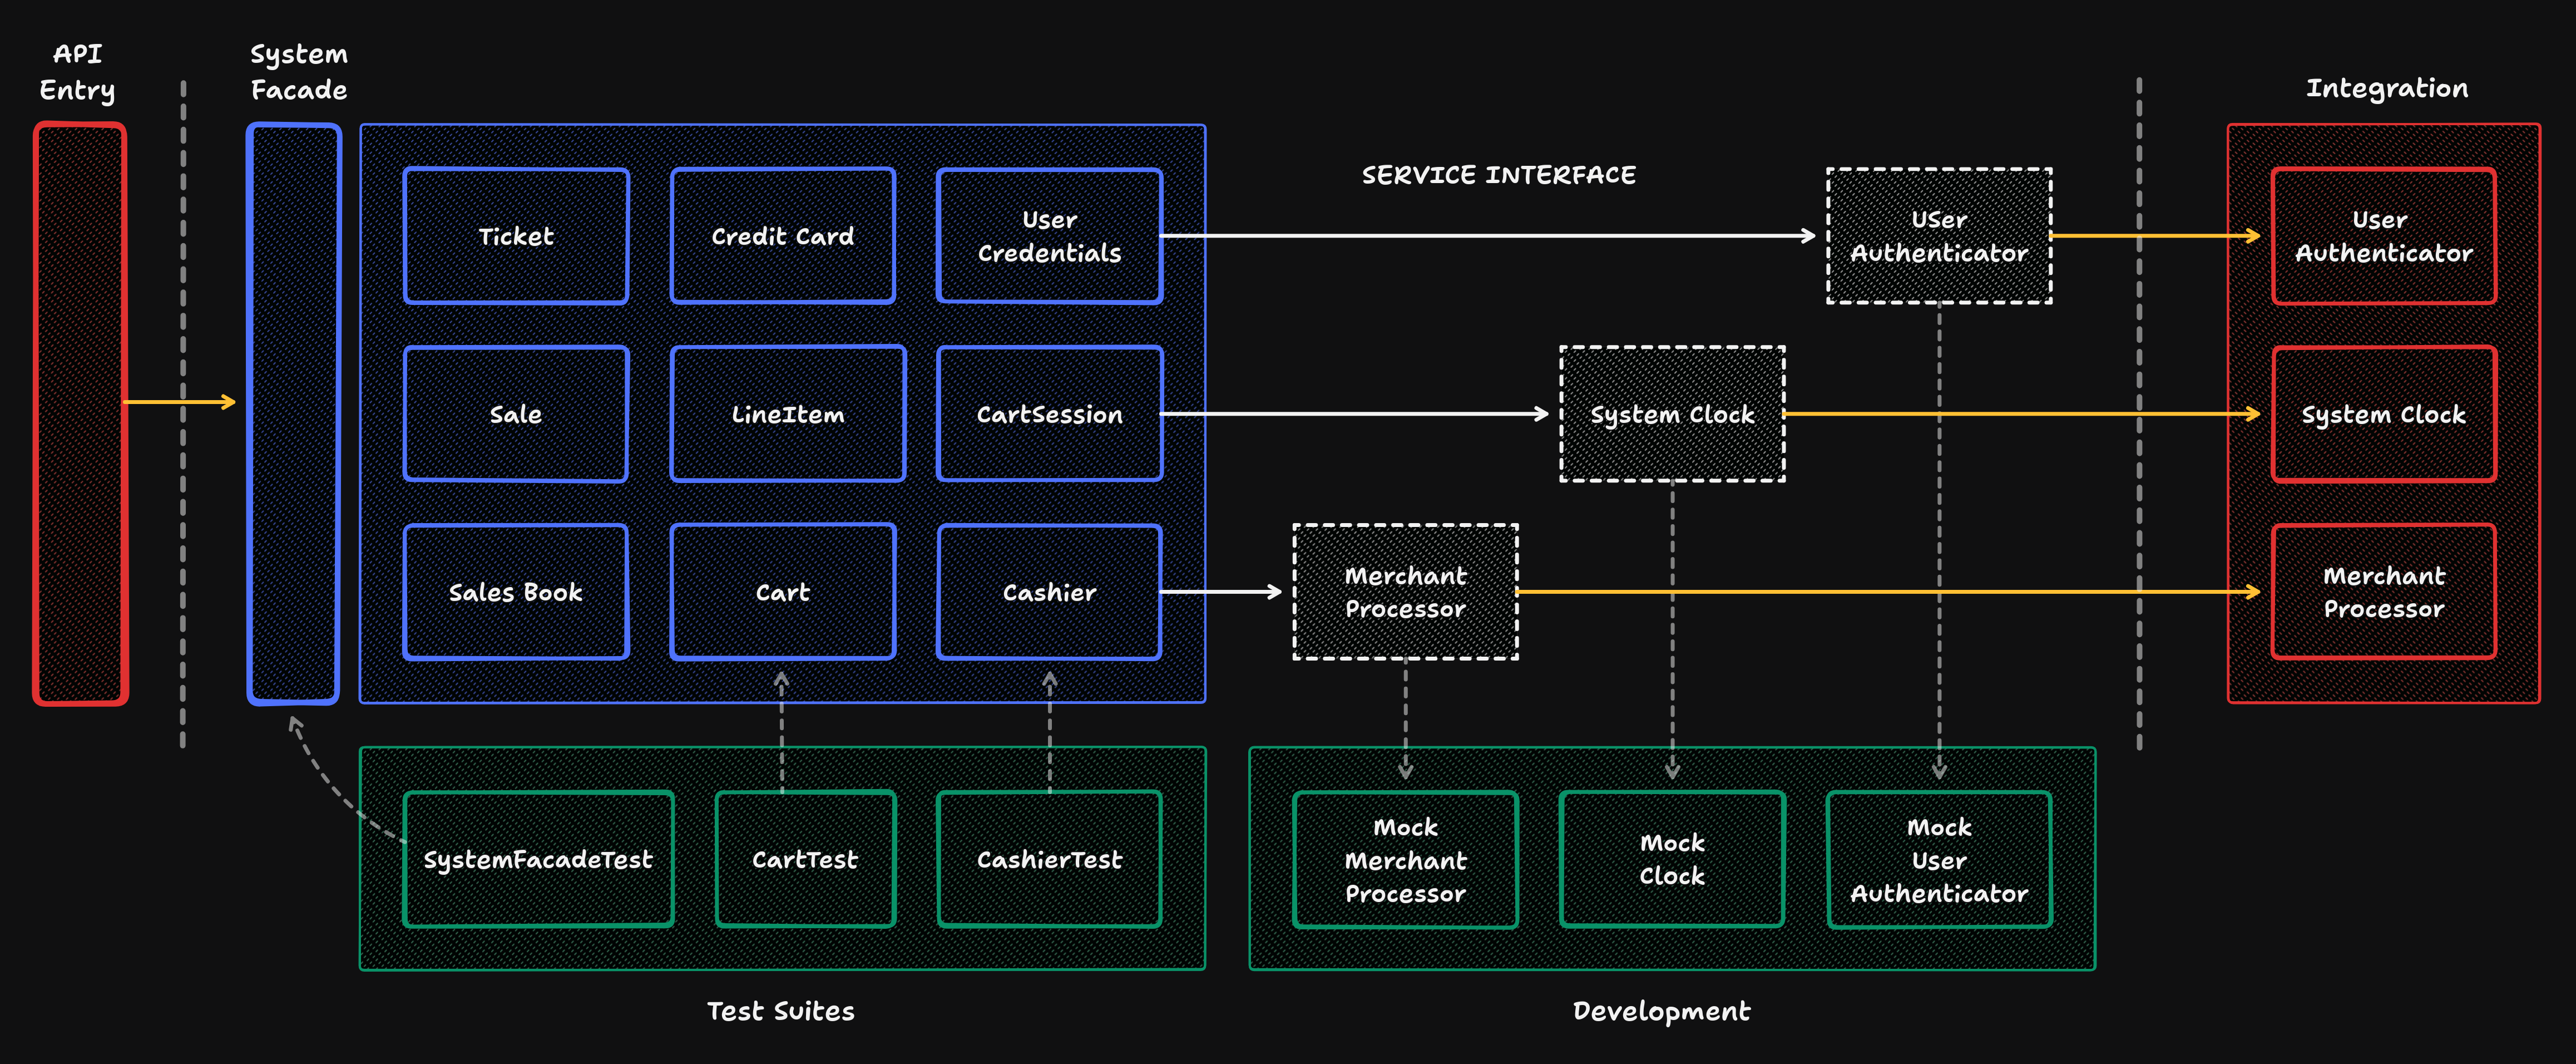 API
Entry
System
Facade
Integration
SERVICE INTERFACE
Ticket
Credit Card
User
Credentials
USer
Authenticator
User
Authenticator
Sale
LineItem
CartSession
System Clock
System Clock
Sales Book
Cart
Cashier
Merchant
Processor
Merchant
Processor
SystemFacadeTest
CartTest
CashierTest
Mock
Merchant
Processor
Mock
Clock
Mock
User
Authenticator
Test Suites
Development